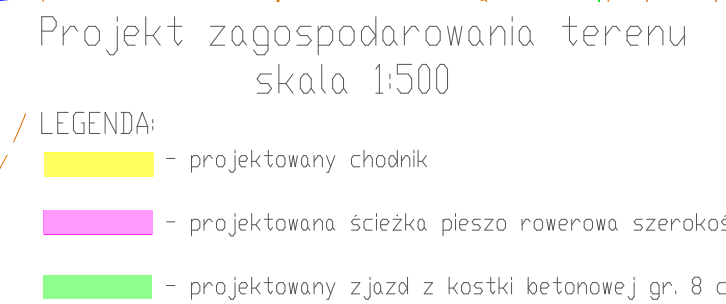 Projekt zagospodarowania terenu
skala 1:500
LEGENDA:
- projektowany chodnik
- projektowana ścieżka pieszo rowerowa
- projektowany zjazd z kostki betonowej gr. 8